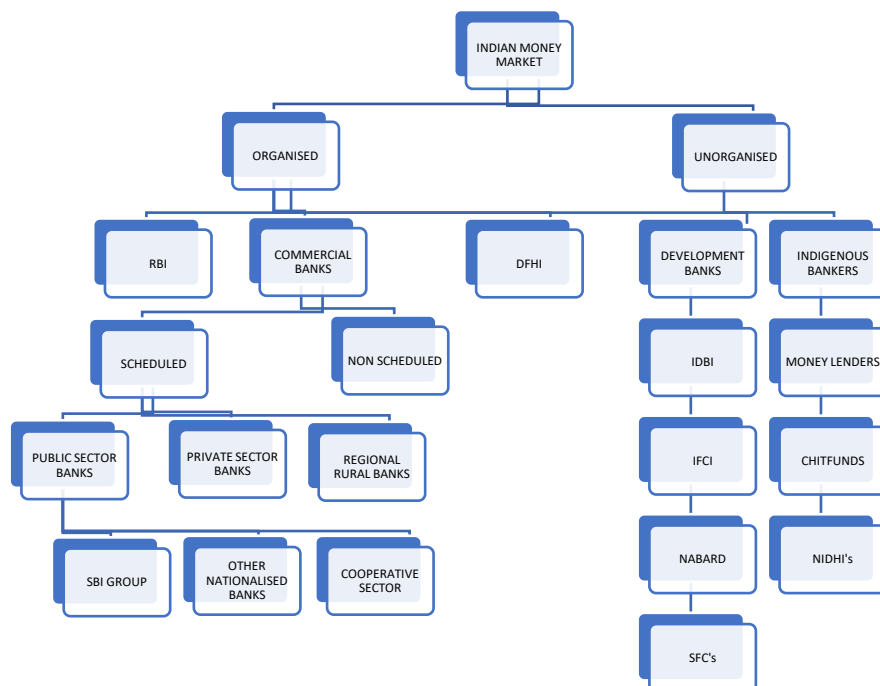 INDIAN MONEY
MARKET
ORGANISED
UNORGANISED
RBI
COMMERCIAL
BANKS
DFHI
DEVELOPMENT
BANKS
INDIGENOUS
BANKERS
SCHEDULED
NON SCHEDULED
IDBI
MONEY LENDERS
PUBLIC SECTOR
BANKS
PRIVATE SECTOR
BANKS
REGIONAL
RURAL BANKS
IFCI
CHITFUNDS
SBI GROUP
OTHER
NATIONALISED
BANKS
COOPERATIVE
SECTOR
NABARD
NIDHI's
SFC's